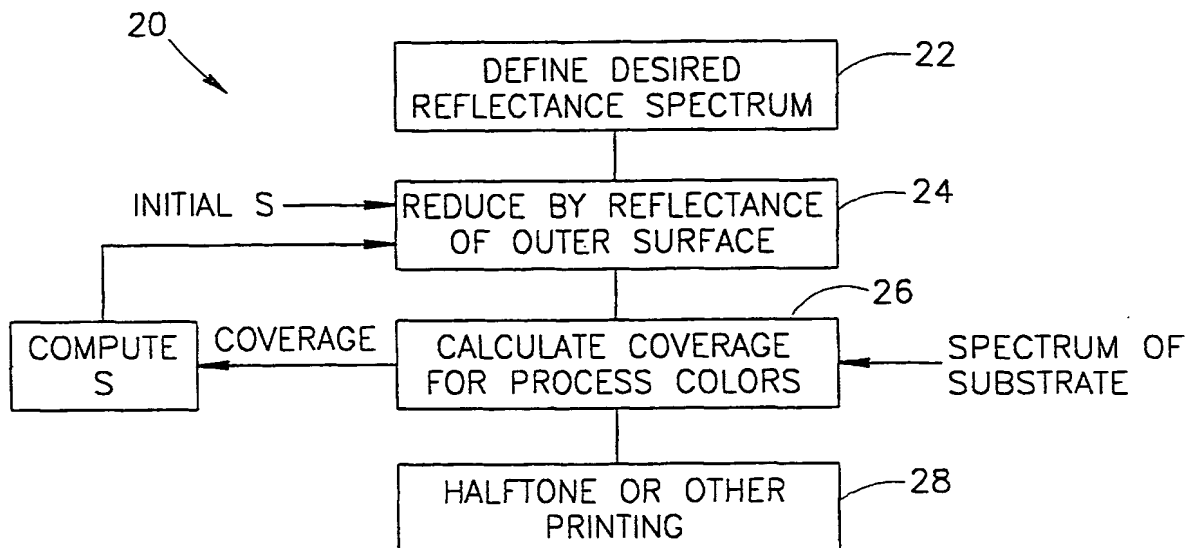 20
DEFINE DESIRED
REFLECTANCE SPECTRUM
22
INITIAL S
REDUCE BY REFLECTANCE
OF OUTER SURFACE
24
COMPUTE
S
COVERAGE
CALCULATE COVERAGE
FOR PROCESS COLORS
26
SPECTRUM OF
SUBSTRATE
HALFTONE OR OTHER
PRINTING
28